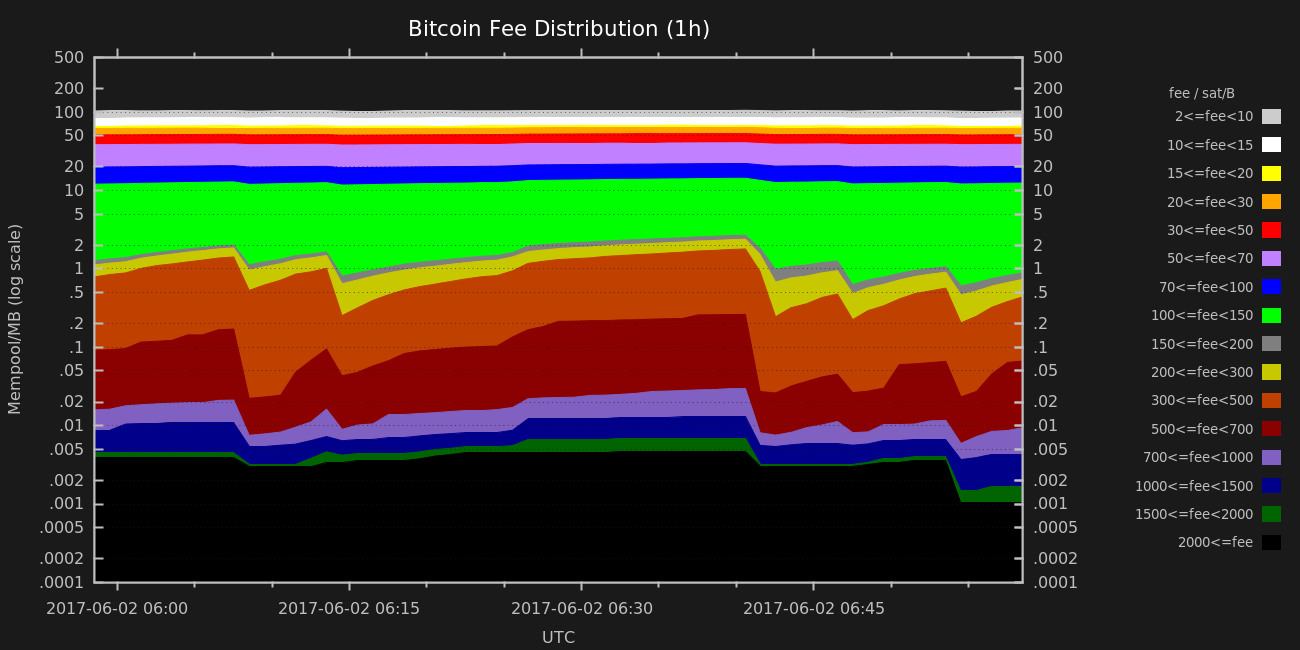 Bitcoin Fee Distribution (1h)
Mempool/MB (log scale)
500
200
100
50
20
10
5
2
1
.5
.2
.1
.05
.02
.01
.005
.002
.001
.0005
.0002
.0001
500
200
100
50
20
10
5
2
1
.5
.2
.1
.05
.02
.01
.005
.002
.001
.0005
.0002
.0001
fee / sat/B
2<=fee<10
10<=fee<15
15<=fee<20
20<=fee<30
30<=fee<50
50<=fee<70
70<=fee<100
100<=fee<150
150<=fee<200
200<=fee<300
300<=fee<500
500<=fee<700
700<=fee<1000
1000<=fee<1500
1500<=fee<2000
2000<=fee
2017-06-02 06:00 2017-06-02 06:15 2017-06-02 06:30 2017-06-02 06:45
UTC